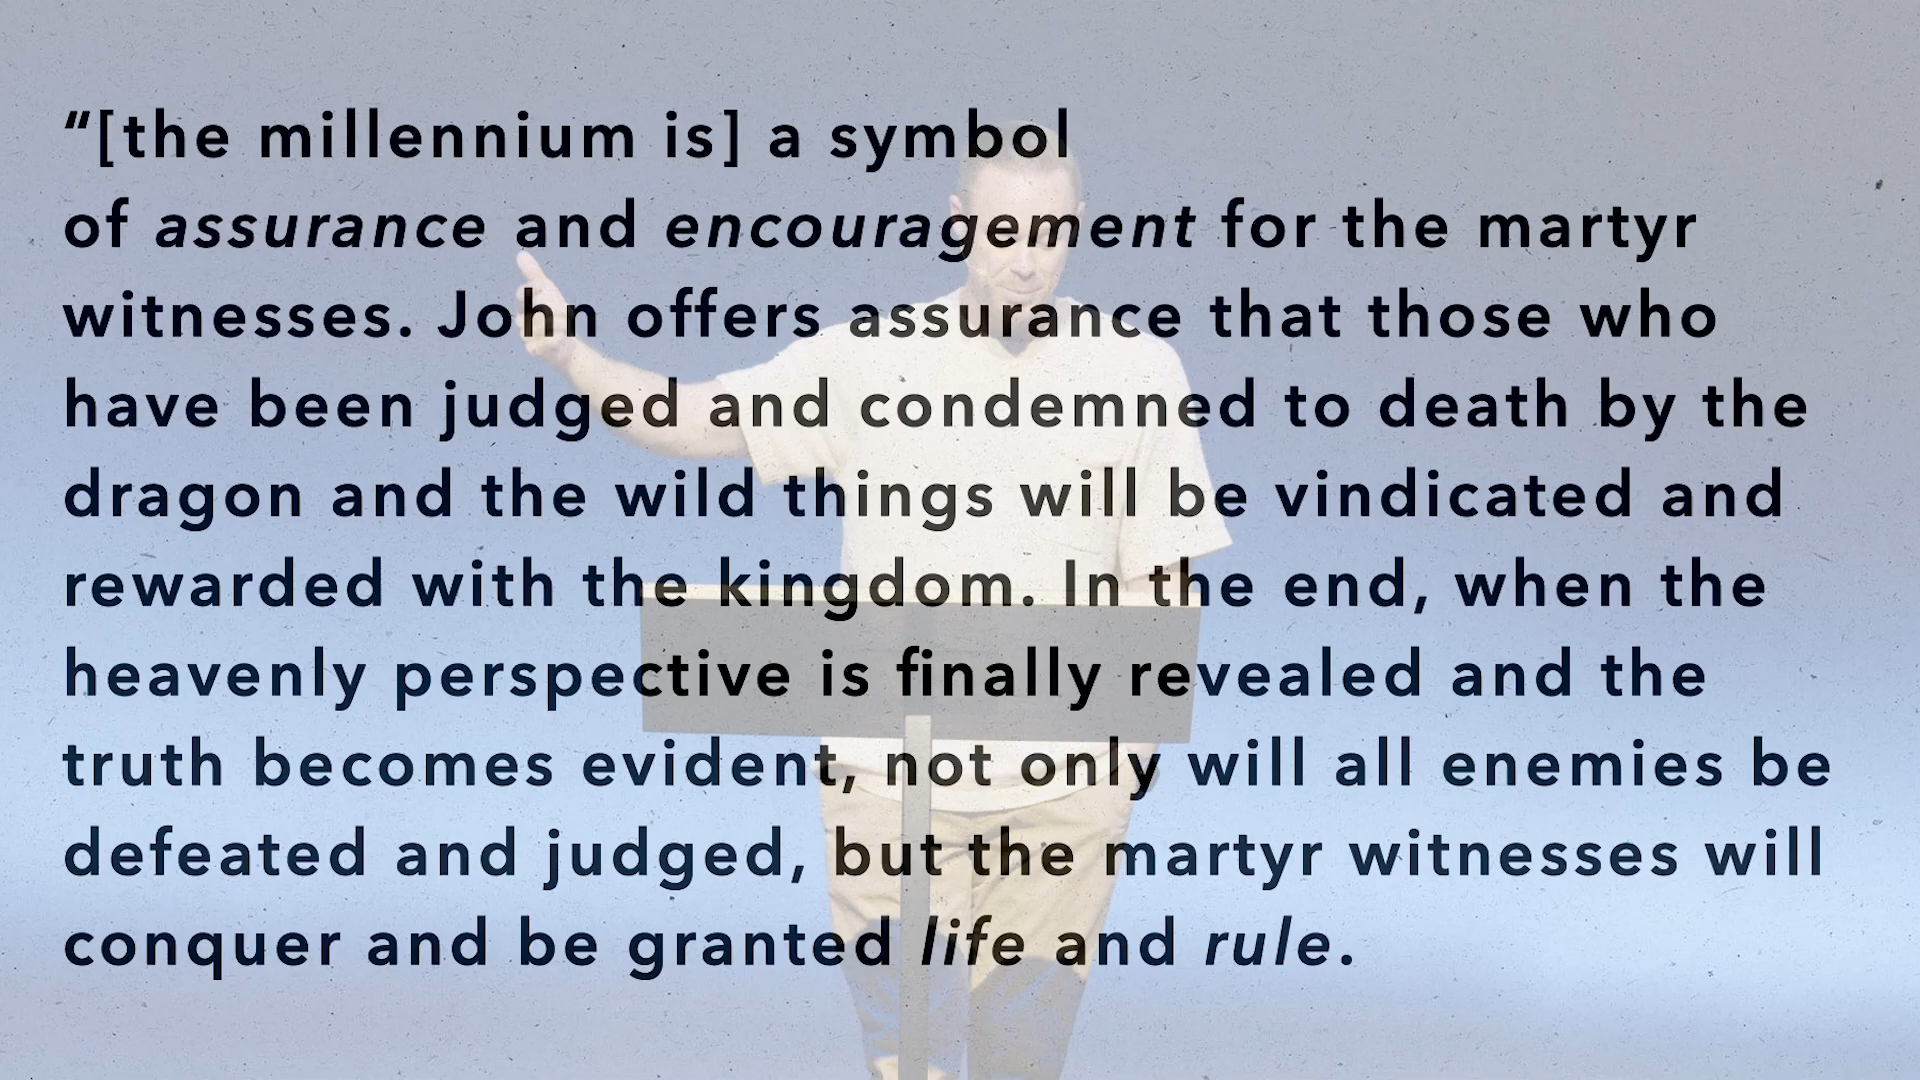 “[the millennium is] a symbol
of assurance and encouragement for the martyr
witnesses. John offers assurance that those who
have been judged and condemned to death by the
dragon and the wild things will be vindicated and
rewarded with the kingdom. In the end, when the
heavenly perspective is finally revealed and the
truth becomes evident, not only will all enemies be
defeated and judged, but the martyr witnesses will
conquer and be granted life and rule.